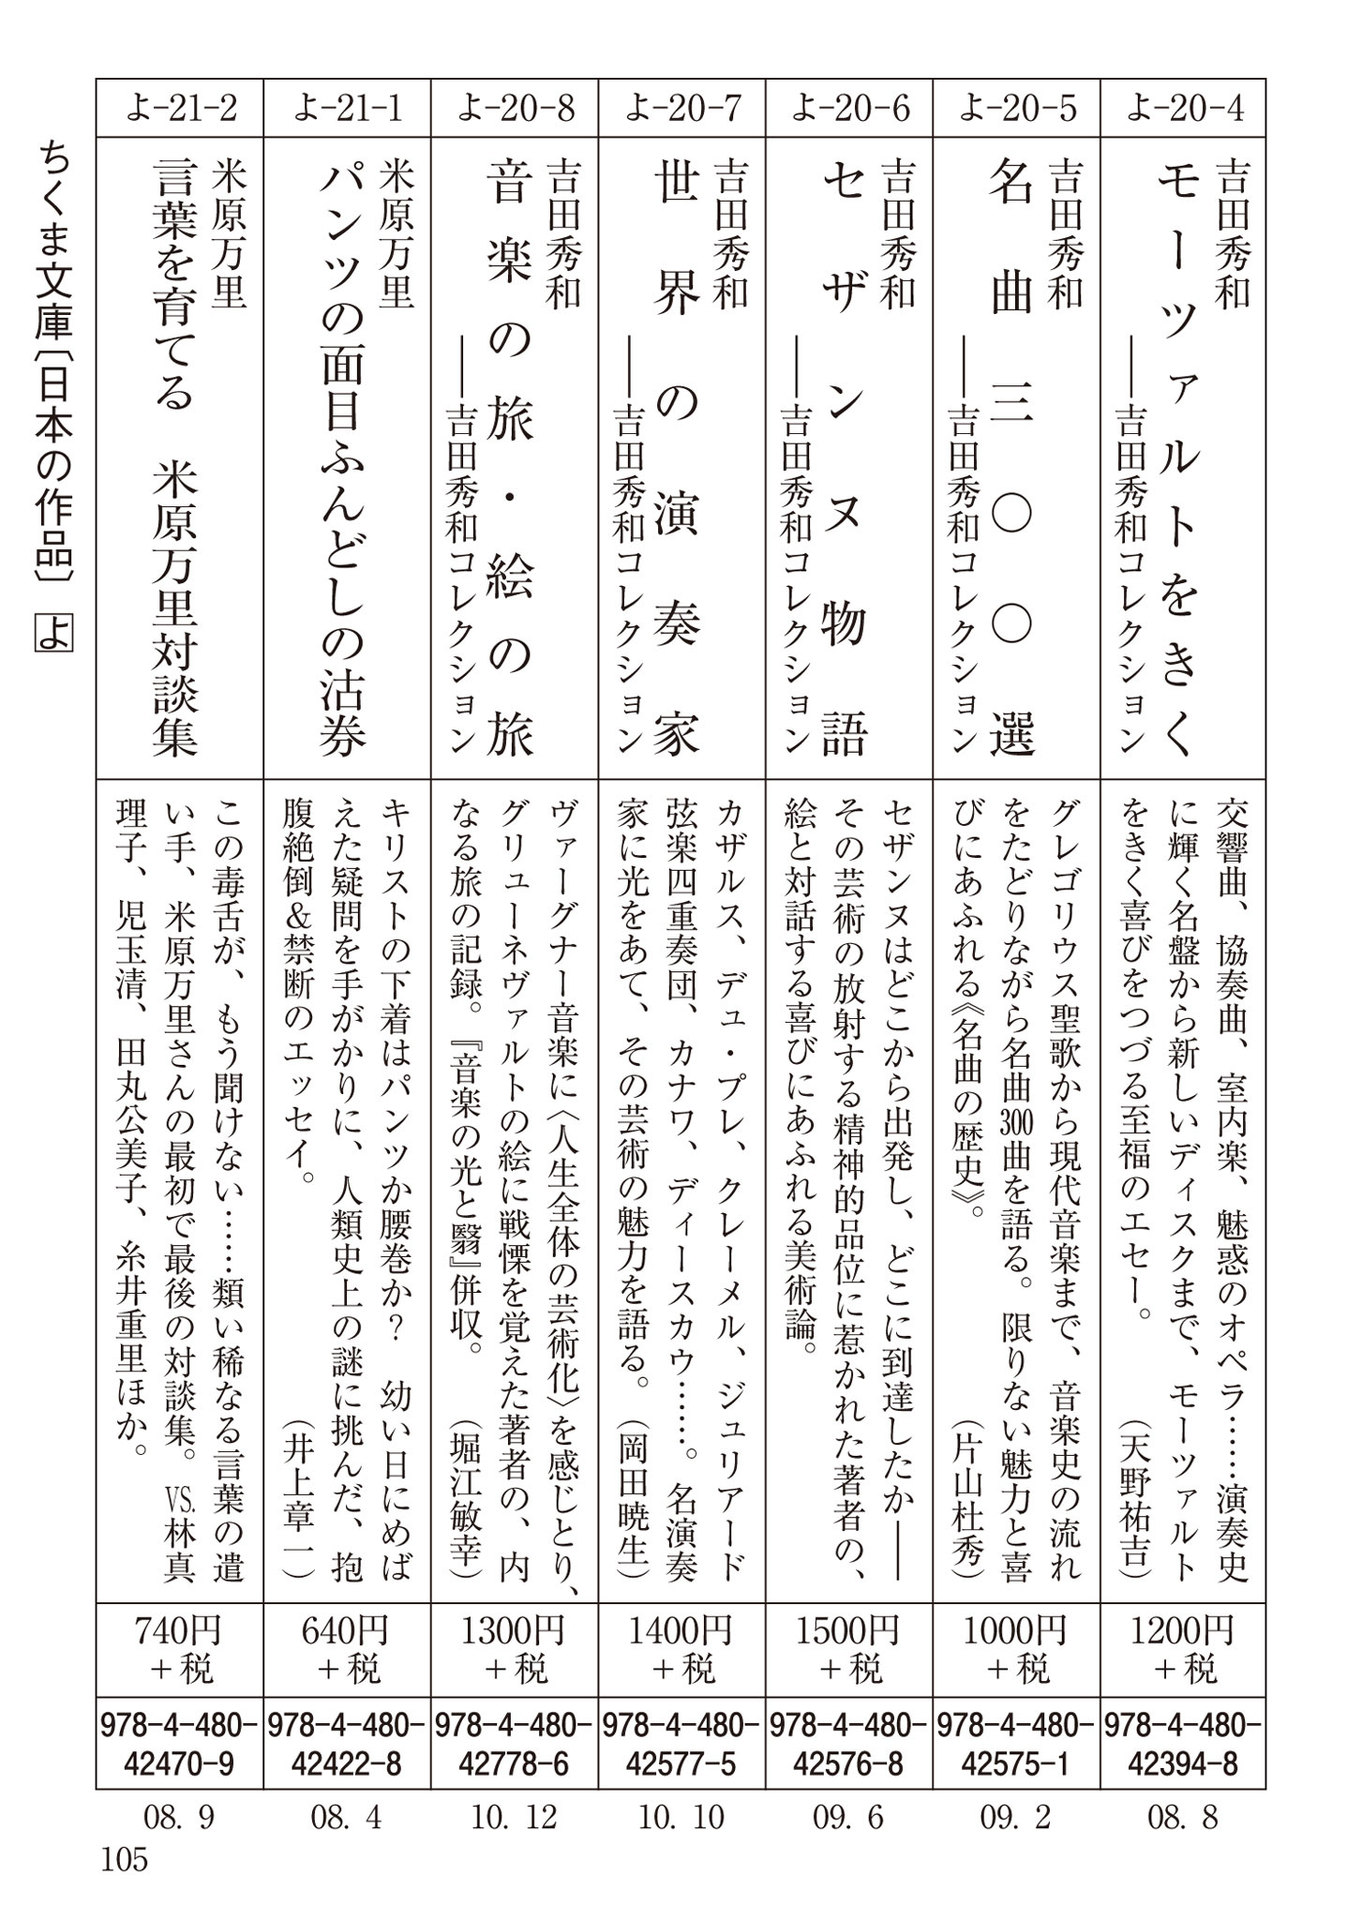 よ-20-4
吉田秀和
モーツァルトをきく
――吉田秀和コレクション
交響曲、協奏曲、室内楽、魅惑のオペラ……演奏史
に輝く名盤から新しいディスクまで、モーツァルト
をきく喜びをつづる至福のエセー。（天野祐吉）
1200円
＋税
978-4-480-
42394-8
08. 8
よ-20-5
吉田秀和
名曲三〇〇選
――吉田秀和コレクション
グレゴリウス聖歌から現代音楽まで、音楽史の流れ
をたどりながら名曲300曲を語る。限りない魅力と喜
びにあふれる《名曲の歴史》。（片山杜秀）
1000円
＋税
978-4-480-
42575-1
09. 2
よ-20-6
吉田秀和
セザンヌ物語
――吉田秀和コレクション
セザンヌはどこから出発し、どこに到達したか――
その芸術の放射する精神的品位に惹かれた著者の、
絵と対話する喜びにあふれる美術論。
1500円
＋税
978-4-480-
42576-8
09. 6
よ-20-7
吉田秀和
世界の演奏家
――吉田秀和コレクション
カザルス、デュ・プレ、クレーメル、ジュリアード
弦楽四重奏団、カナワ、ディースカウ……。名演奏
家に光をあて、その芸術の魅力を語る。（岡田暁生）
1400円
＋税
978-4-480-
42577-5
10. 10
よ-20-8
吉田秀和
音楽の旅・絵の旅
――吉田秀和コレクション
ヴァーグナー音楽に〈人生全体の芸術化〉を感じとり、
グリューネヴァルトの絵に戦慄を覚えた著者の、内
なる旅の記録。『音楽の光と翳』併収。（堀江敏幸）
1300円
＋税
978-4-480-
42778-6
10. 12
よ-21-1
米原万里
パンツの面目ふんどしの沽券
キリストの下着はパンツか腰巻か？　幼い日にめば
えた疑問を手がかりに、人類史上の謎に挑んだ、抱
腹絶倒＆禁断のエッセイ。（井上章一）
640円
＋税
978-4-480-
42422-8
08. 4
よ-21-2
米原万里
言葉を育てる　米原万里対談集
この毒舌が、もう聞けない……類い稀なる言葉の遣
い手、米原万里さんの最初で最後の対談集。VS.林真
理子、児玉清、田丸公美子、糸井重里ほか。
740円
＋税
978-4-480-
42470-9
08. 9
ちくま文庫〔日本の作品〕 よ
105